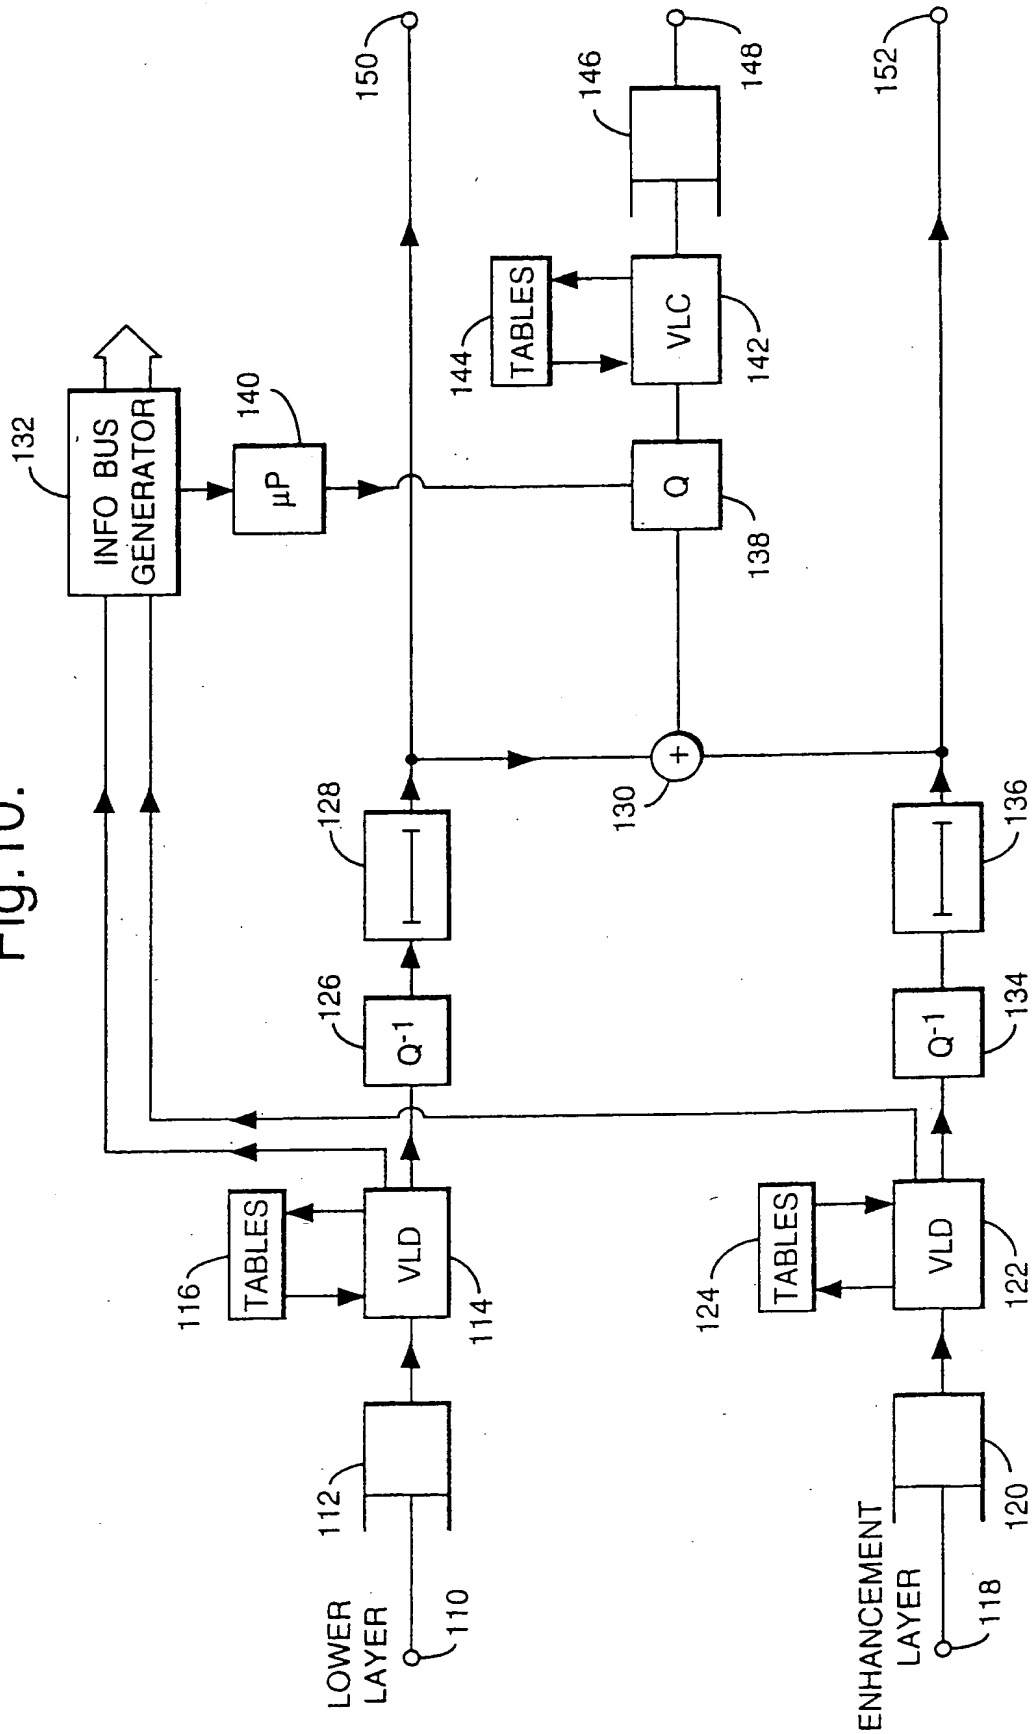 Fig.10.
132
INFO BUS
GENERATOR
140
µP
150
146
148
144
TABLES
VLC
142
Q
138
152
128
126
Q-1
130
136
134
Q-1
116
TABLES
VLD
114
124
TABLES
VLD
122
112
120
LOWER
LAYER
110
ENHANCEMENT
LAYER
118
+